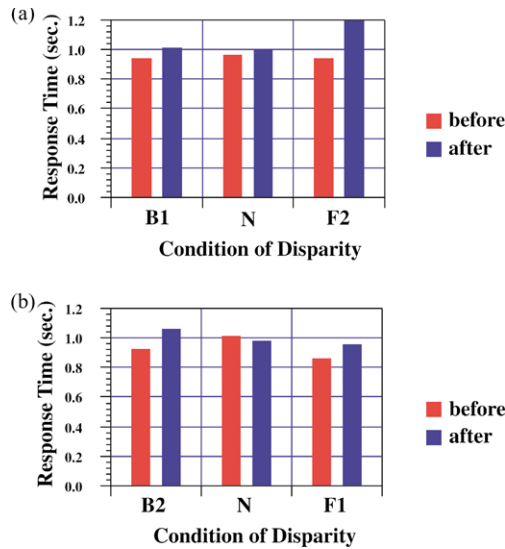 (a)
Response Time (sec.)
1.2
1.0
0.8
0.6
0.4
0.2
0.0
B1 N F2
Condition of Disparity
before
after
(b)
Response Time (sec.)
1.2
1.0
0.8
0.6
0.4
0.2
0.0
B2 N F1
Condition of Disparity
before
after